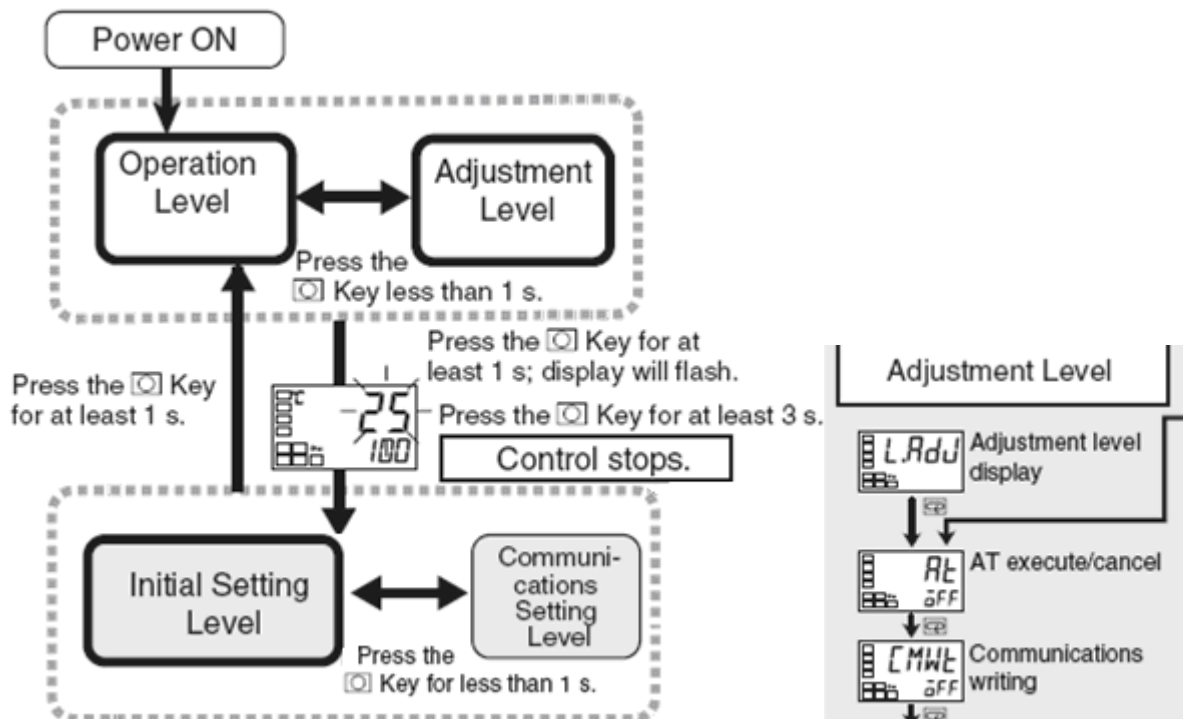 Power ON
Operation
Level
Adjustment
Level
Press the
Key less than 1 s.
Press the Key for at
least 1 s; display will flash.
Press the Key
for at least 1 s.
℃
25
100
Press the Key for at least 3 s.
Control stops.
Initial Setting
Level
Communi-
cations
Setting
Level
Press the
Key for less than 1 s.
Adjustment Level
L.AdJ
Adjustment level
display
At
oFF
AT execute/cancel
CMWt
oFF
Communications
writing